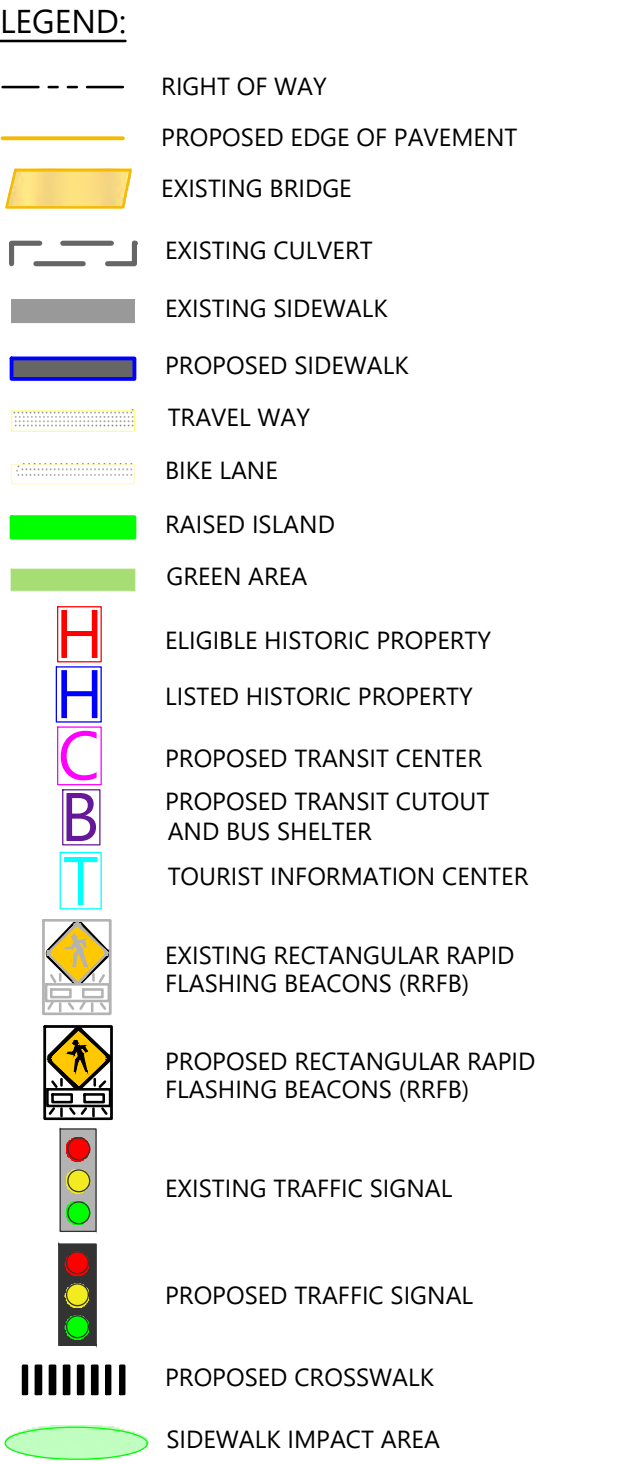 LEGEND:
RIGHT OF WAY
PROPOSED EDGE OF PAVEMENT
EXISTING BRIDGE
EXISTING CULVERT
EXISTING SIDEWALK
PROPOSED SIDEWALK
TRAVEL WAY
BIKE LANE
RAISED ISLAND
GREEN AREA
H ELIGIBLE HISTORIC PROPERTY
H LISTED HISTORIC PROPERTY
C PROPOSED TRANSIT CENTER
B PROPOSED TRANSIT CUTOUT
AND BUS SHELTER
T TOURIST INFORMATION CENTER
EXISTING RECTANGULAR RAPID
FLASHING BEACONS (RRFB)
PROPOSED RECTANGULAR RAPID
FLASHING BEACONS (RRFB)
EXISTING TRAFFIC SIGNAL
PROPOSED TRAFFIC SIGNAL
PROPOSED CROSSWALK
SIDEWALK IMPACT AREA